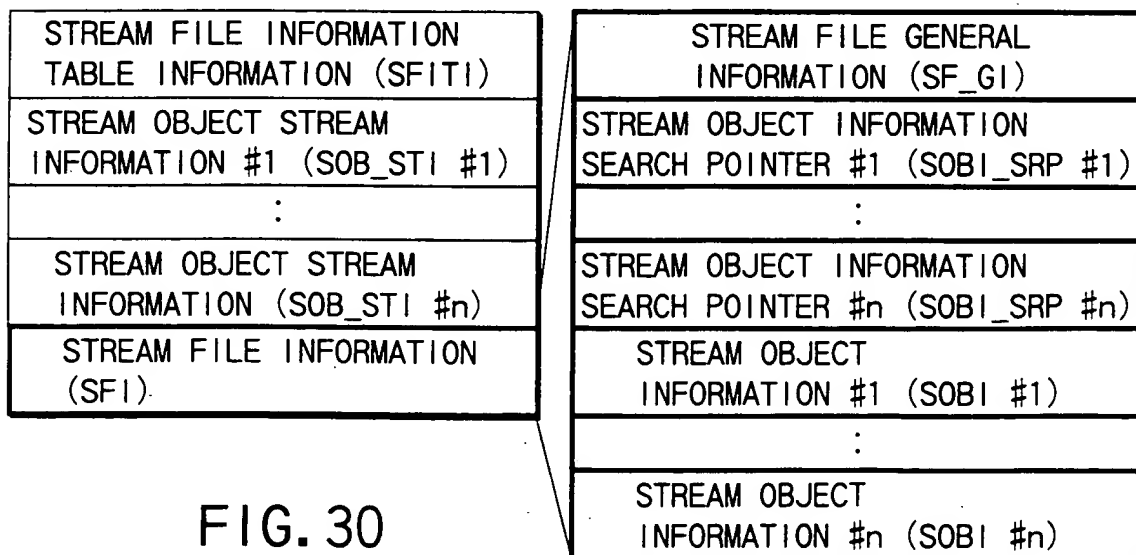 STREAM FILE INFORMATION
TABLE INFORMATION (SFITI)
STREAM OBJECT STREAM
INFORMATION #1 (SOB_STI #1)
:
STREAM OBJECT STREAM
INFORMATION (SOB_STI #n)
STREAM FILE INFORMATION
(SFI)
STREAM FILE GENERAL
INFORMATION (SF_GI)
STREAM OBJECT INFORMATION
SEARCH POINTER #1 (SOBI_SRP #1)
:
STREAM OBJECT INFORMATION
SEARCH POINTER #n (SOBI_SRP #n)
STREAM OBJECT
INFORMATION #1 (SOBI #1)
:
STREAM OBJECT
INFORMATION #n (SOBI #n)
FIG. 30